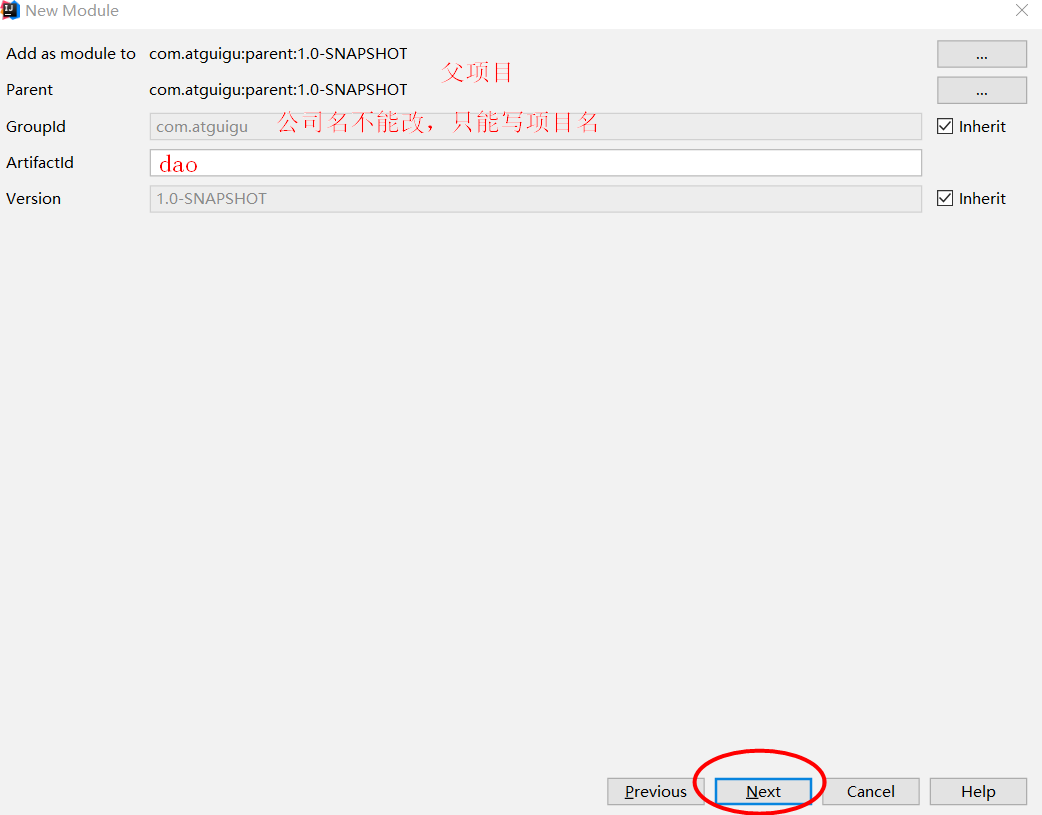 New Module
Add as module to com.atguigu:parent:1.0-SNAPSHOT ...
父项目
Parent com.atguigu:parent:1.0-SNAPSHOT ...
GroupId com.atguigu 公司名不能改，只能写项目名 Inherit
ArtifactId dao
Version 1.0-SNAPSHOT Inherit
Previous Next Cancel Help